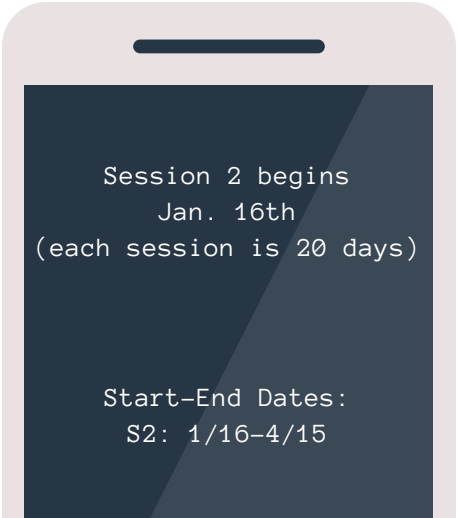 Session 2 begins
Jan. 16th
(each session is 20 days)
Start-End Dates:
S2: 1/16-4/15